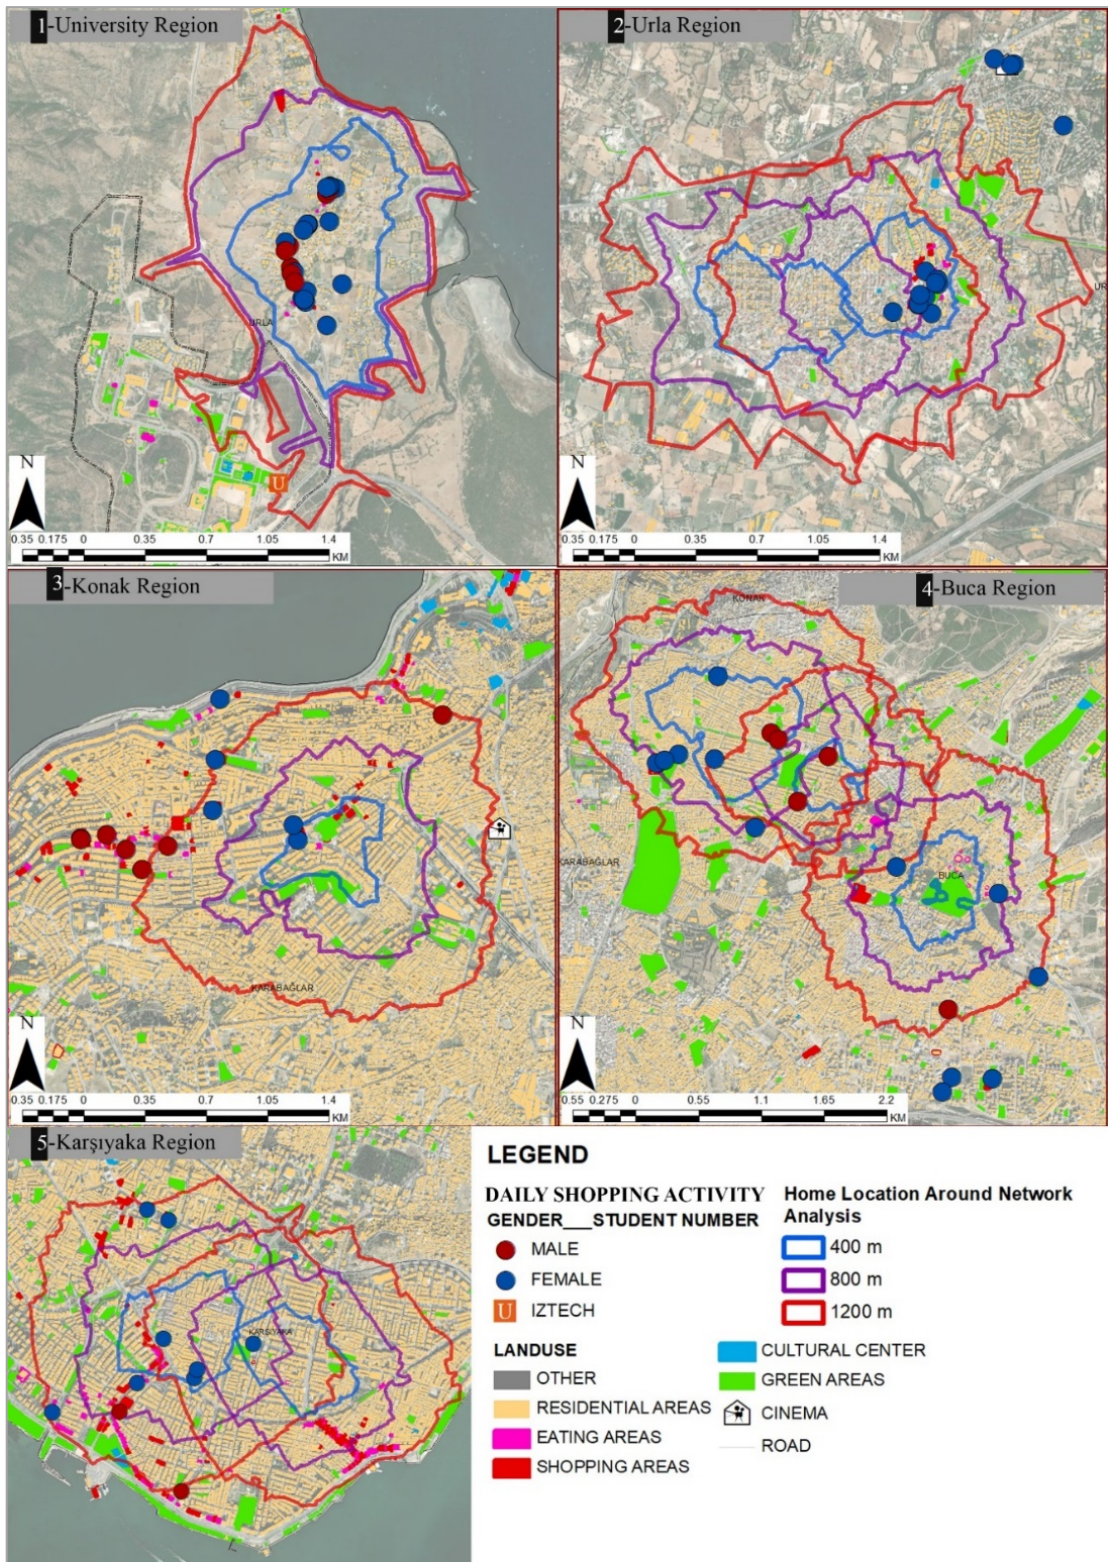 1-University Region
2-Urla Region
URLA
UR
U
N
0.35 0.175 0 0.35 0.7 1.05 1.4
KM
N
0.35 0.175 0 0.35 0.7 1.05 1.4
KM
3-Konak Region
4-Buca Region
KONAK
KARABAĞLAR
BUCA
KARABAĞLAR
N
0.35 0.175 0 0.35 0.7 1.05 1.4
KM
N
0.55 0.275 0 0.55 1.1 1.65 2.2
KM
5-Karşıyaka Region
KARŞIYAKA
LEGEND
DAILY SHOPPING ACTIVITY
GENDER___STUDENT NUMBER
MALE
FEMALE
U IZTECH
Home Location Around Network
Analysis
400 m
800 m
1200 m
LANDUSE
OTHER
RESIDENTIAL AREAS
EATING AREAS
SHOPPING AREAS
CULTURAL CENTER
GREEN AREAS
CINEMA
ROAD